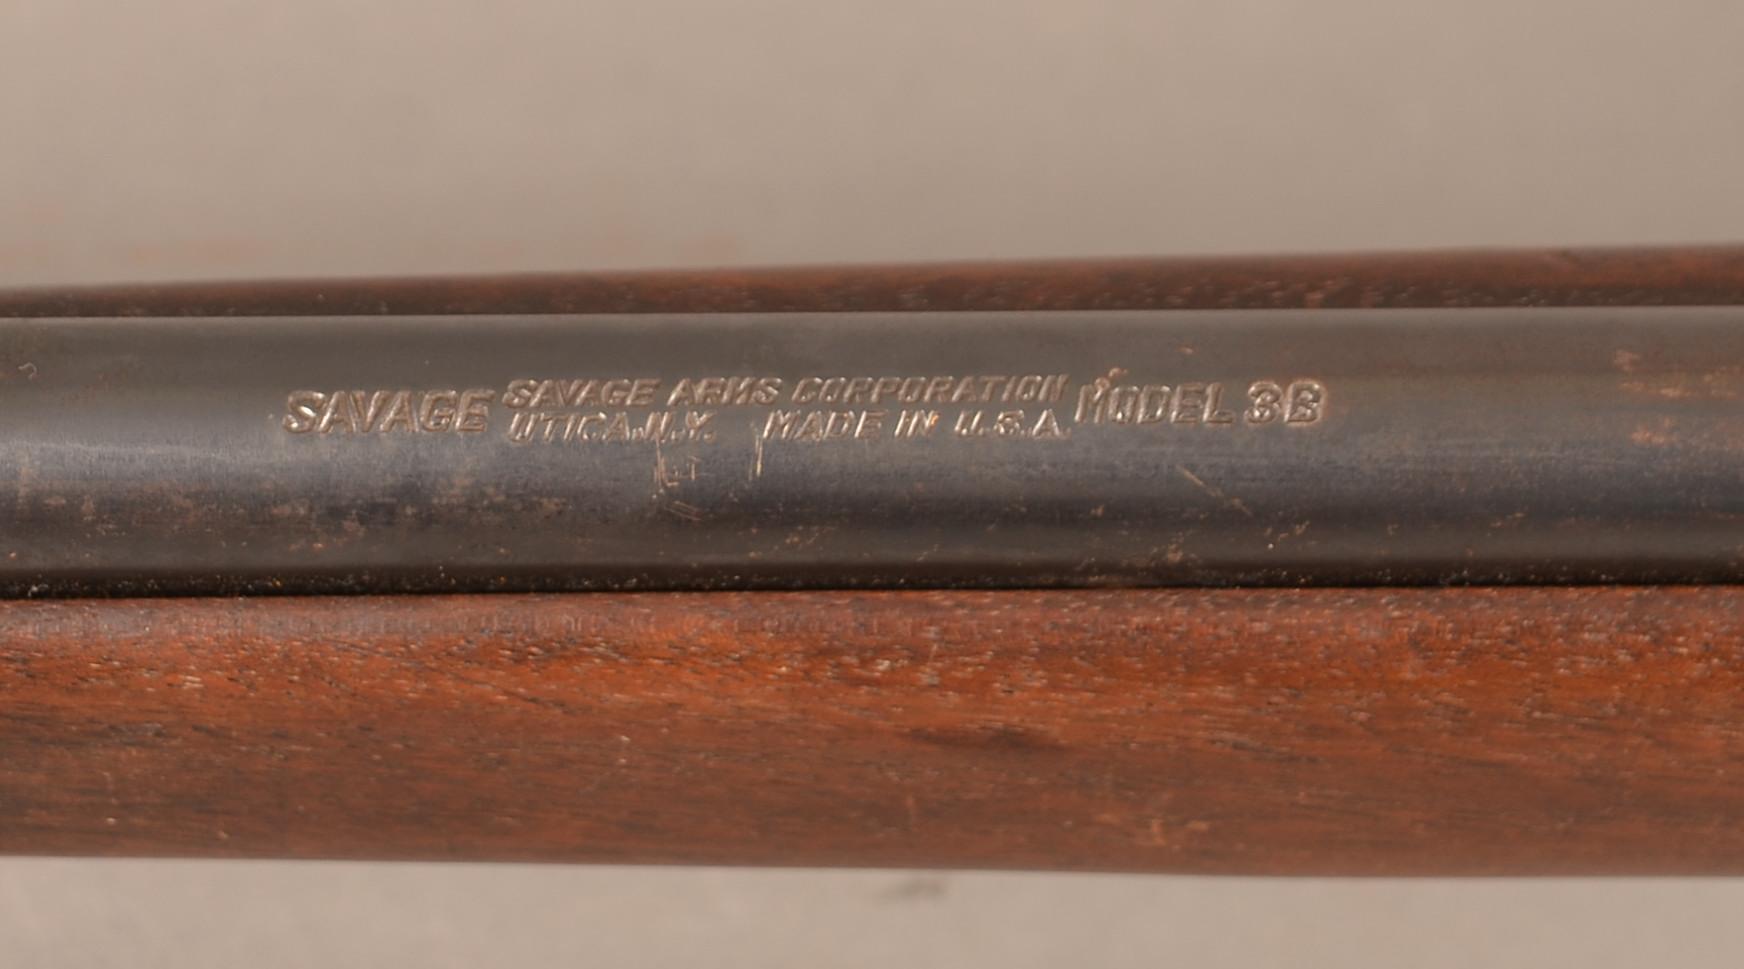 SAVAGE SAVAGE ARMS CORPORATION MODEL 3B
UTICA, N.Y. MADE IN U.S.A.